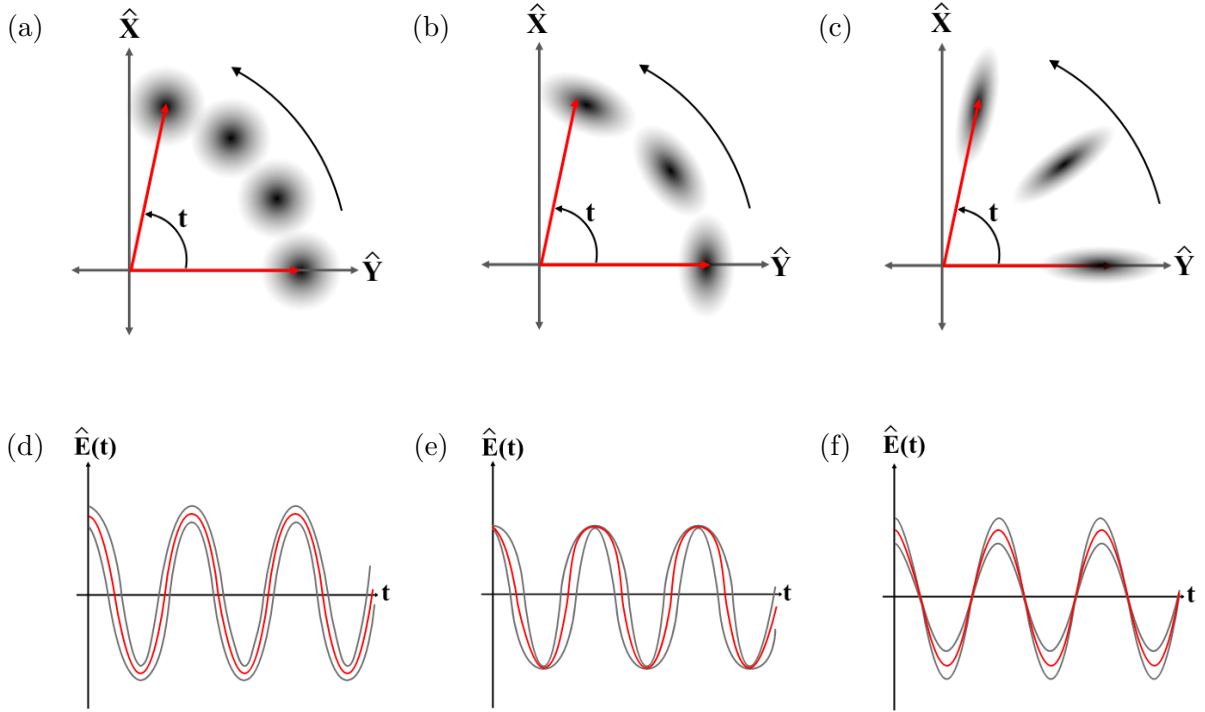 (a)
X̂
t
Ŷ
(b)
X̂
t
Ŷ
(c)
X̂
t
Ŷ
(d)
Ê(t)
t
(e)
Ê(t)
t
(f)
Ê(t)
t